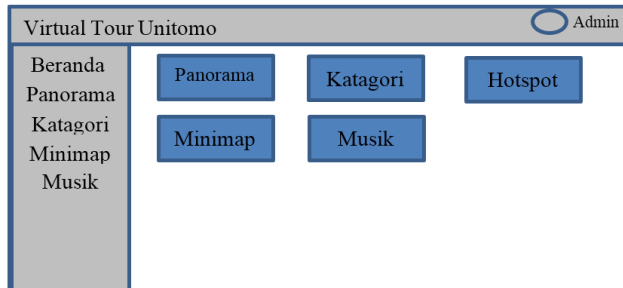 Virtual Tour Unitomo
Admin
Beranda
Panorama
Katagori
Minimap
Musik
Panorama
Katagori
Hotspot
Minimap
Musik